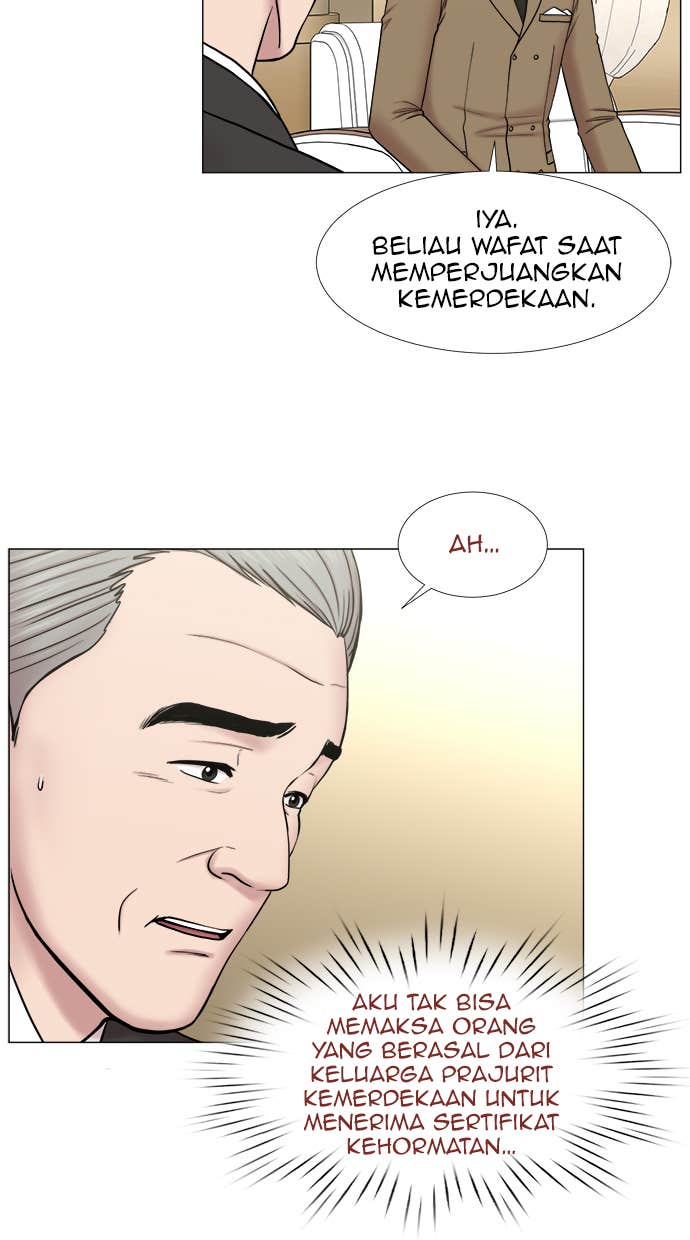 IYA.
BELIAU WAFAT SAAT
MEMPERJUANGKAN
KEMERDEKAAN.
AH...
AKU TAK BISA
MEMAKSA ORANG
YANG BERASAL DARI
KELUARGA PRAJURIT
KEMERDEKAAN UNTUK
MENERIMA SERTIFIKAT
KEHORMATAN...